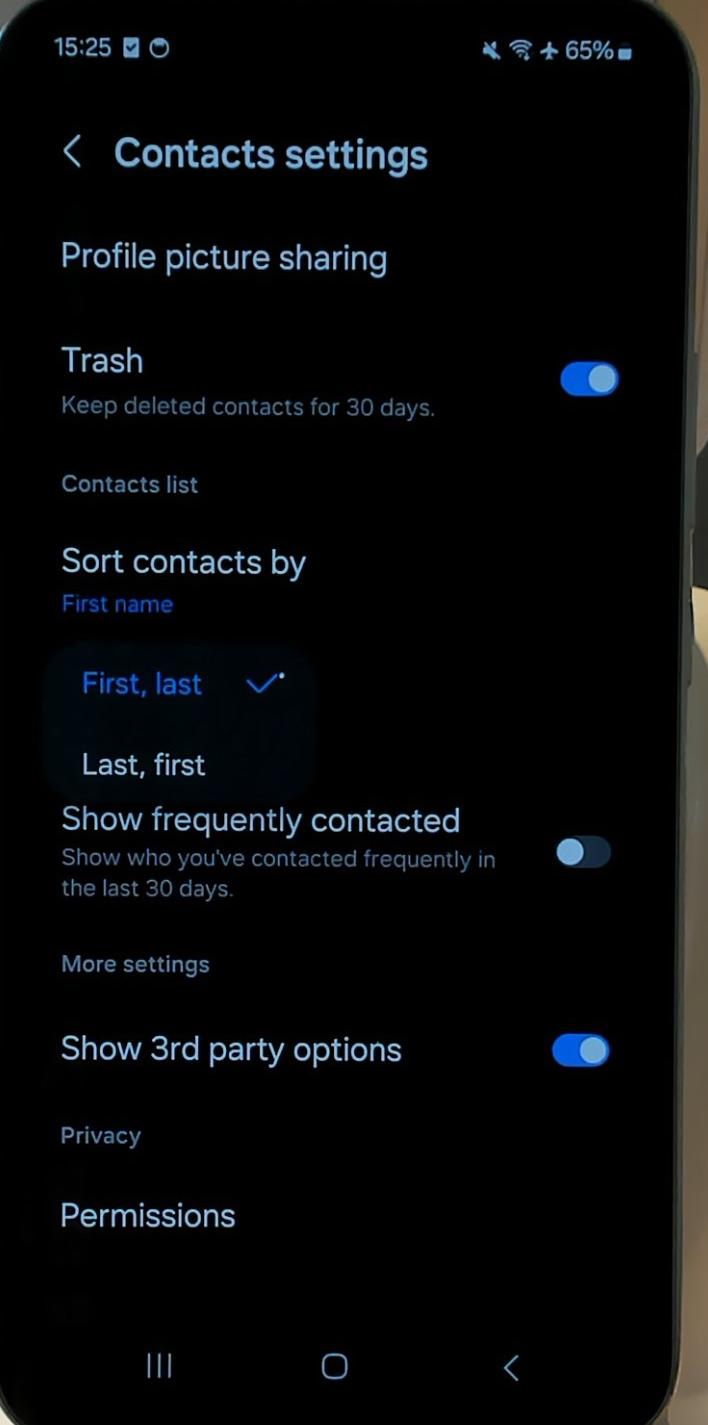 15:25 65%
Contacts settings
Profile picture sharing
Trash
Keep deleted contacts for 30 days.
Contacts list
Sort contacts by
First name
First, last
Last, first
Show frequently contacted
Show who you've contacted frequently in
the last 30 days.
More settings
Show 3rd party options
Privacy
Permissions